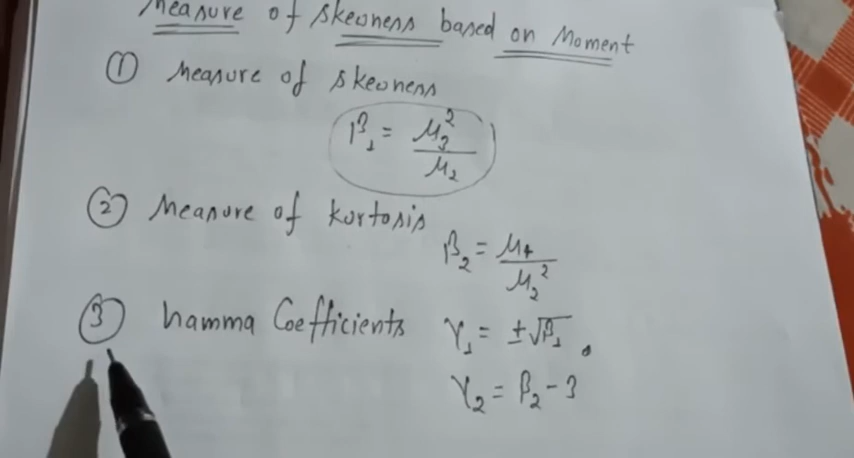 Measure of skewness based on Moment
① Measure of skewness
β₁ = μ₃² / μ₂
② Measure of kurtosis
β₂ = μ₄ / μ₂²
③ hamma Coefficients γ₁ = ±√β₁ ,
γ₂ = β₂ - 3